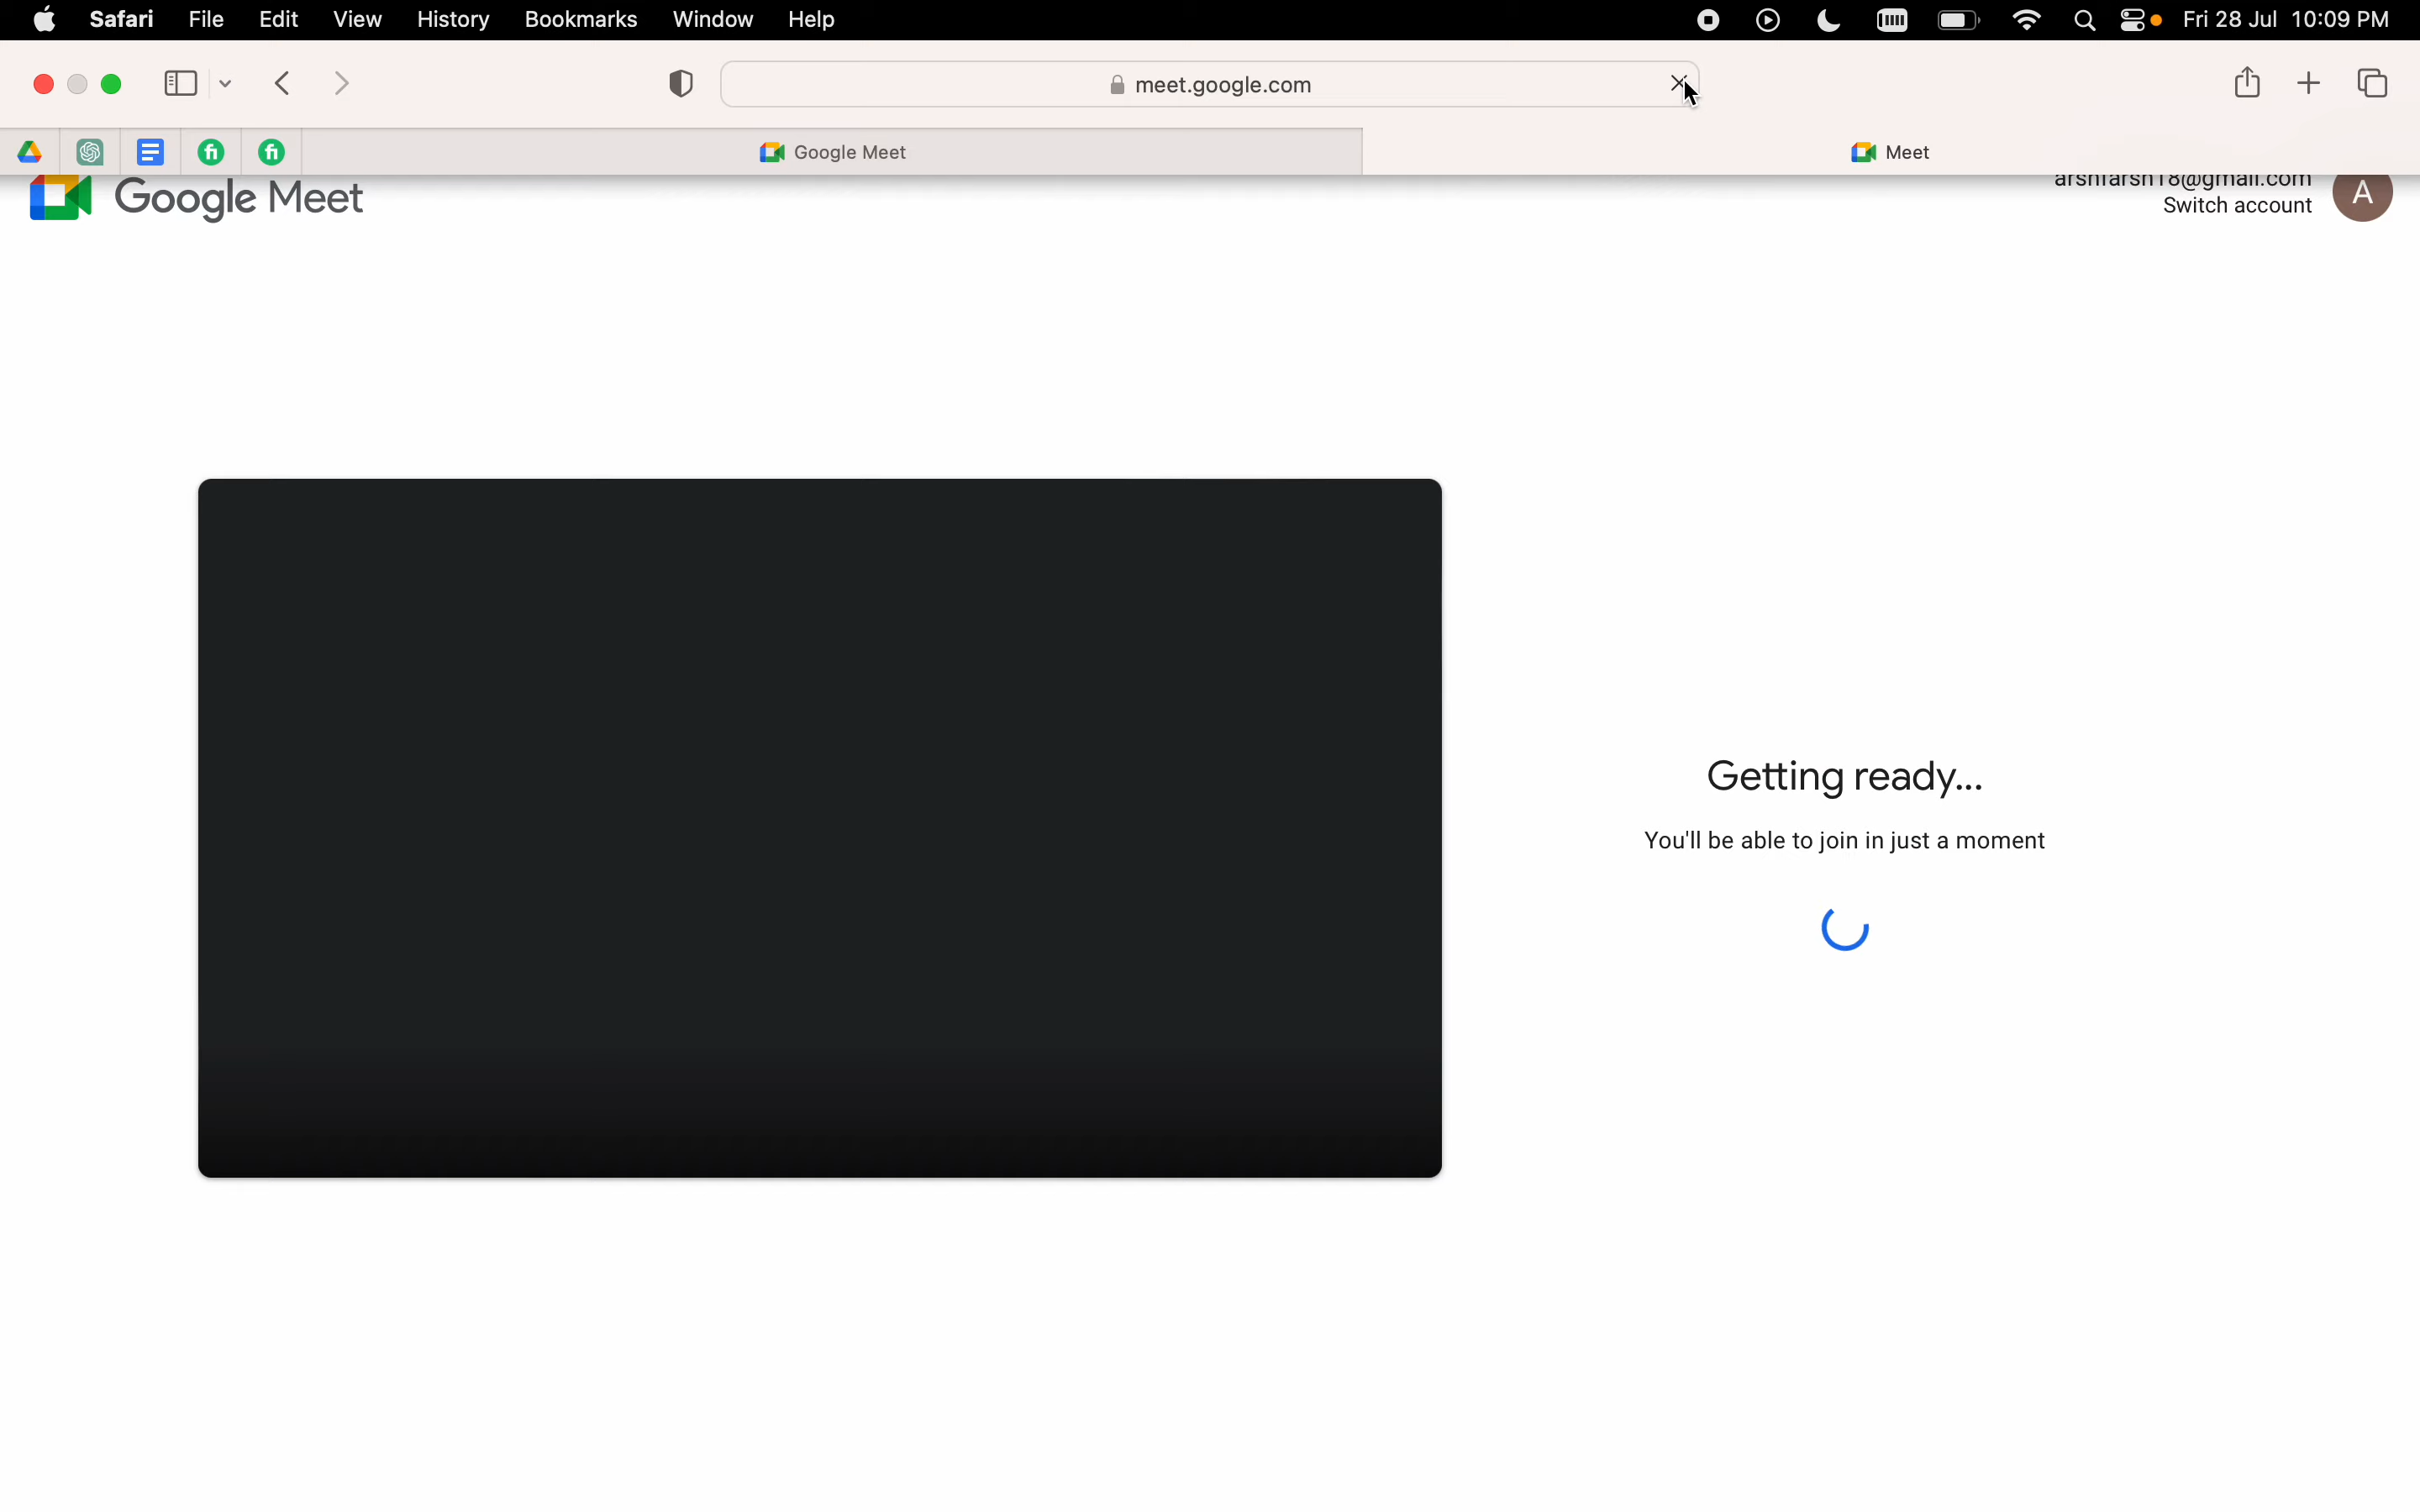 Safari File Edit View History Bookmarks Window Help Fri 28 Jul 10:09 PM
meet.google.com
Google Meet Meet
Google Meet
Switch account
A
Getting ready...
You'll be able to join in just a moment